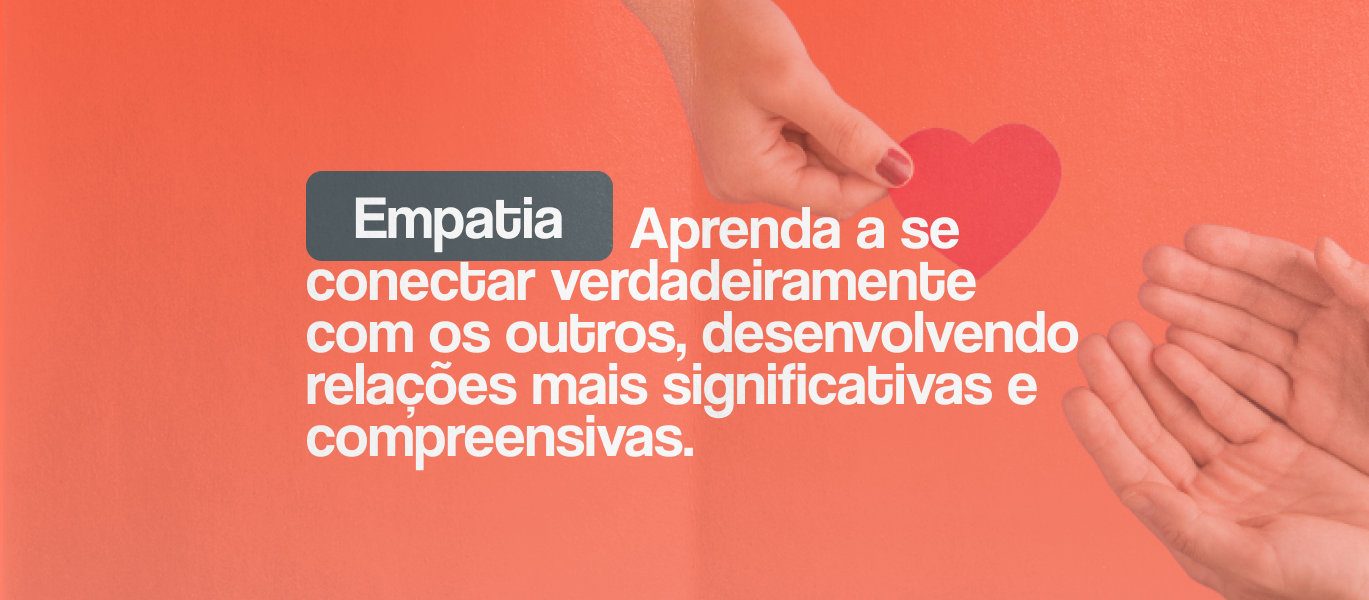 Empatia Aprenda a se
conectar verdadeiramente
com os outros, desenvolvendo
relações mais significativas e
compreensivas.